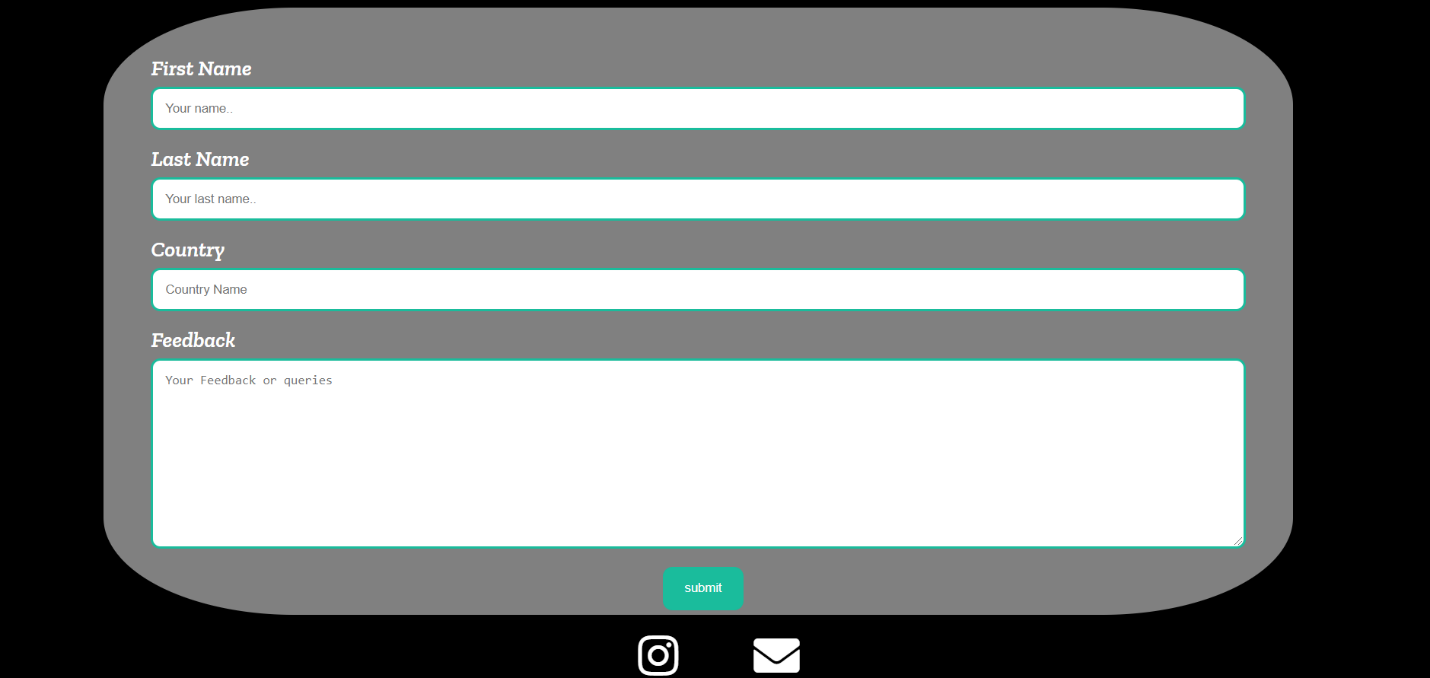 First Name
Your name..
Last Name
Your last name..
Country
Country Name
Feedback
Your Feedback or queries
submit